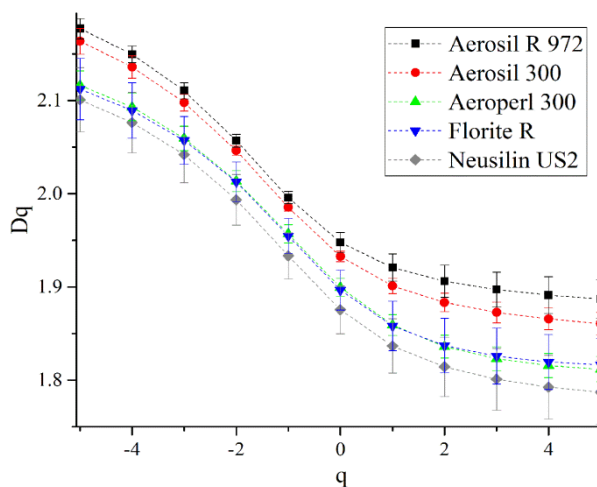 Aerosil R 972
Aerosil 300
Aeroperl 300
Florite R
Neusilin US2
2.1
2.0
1.9
1.8
Dq
-4
-2
0
2
4
q